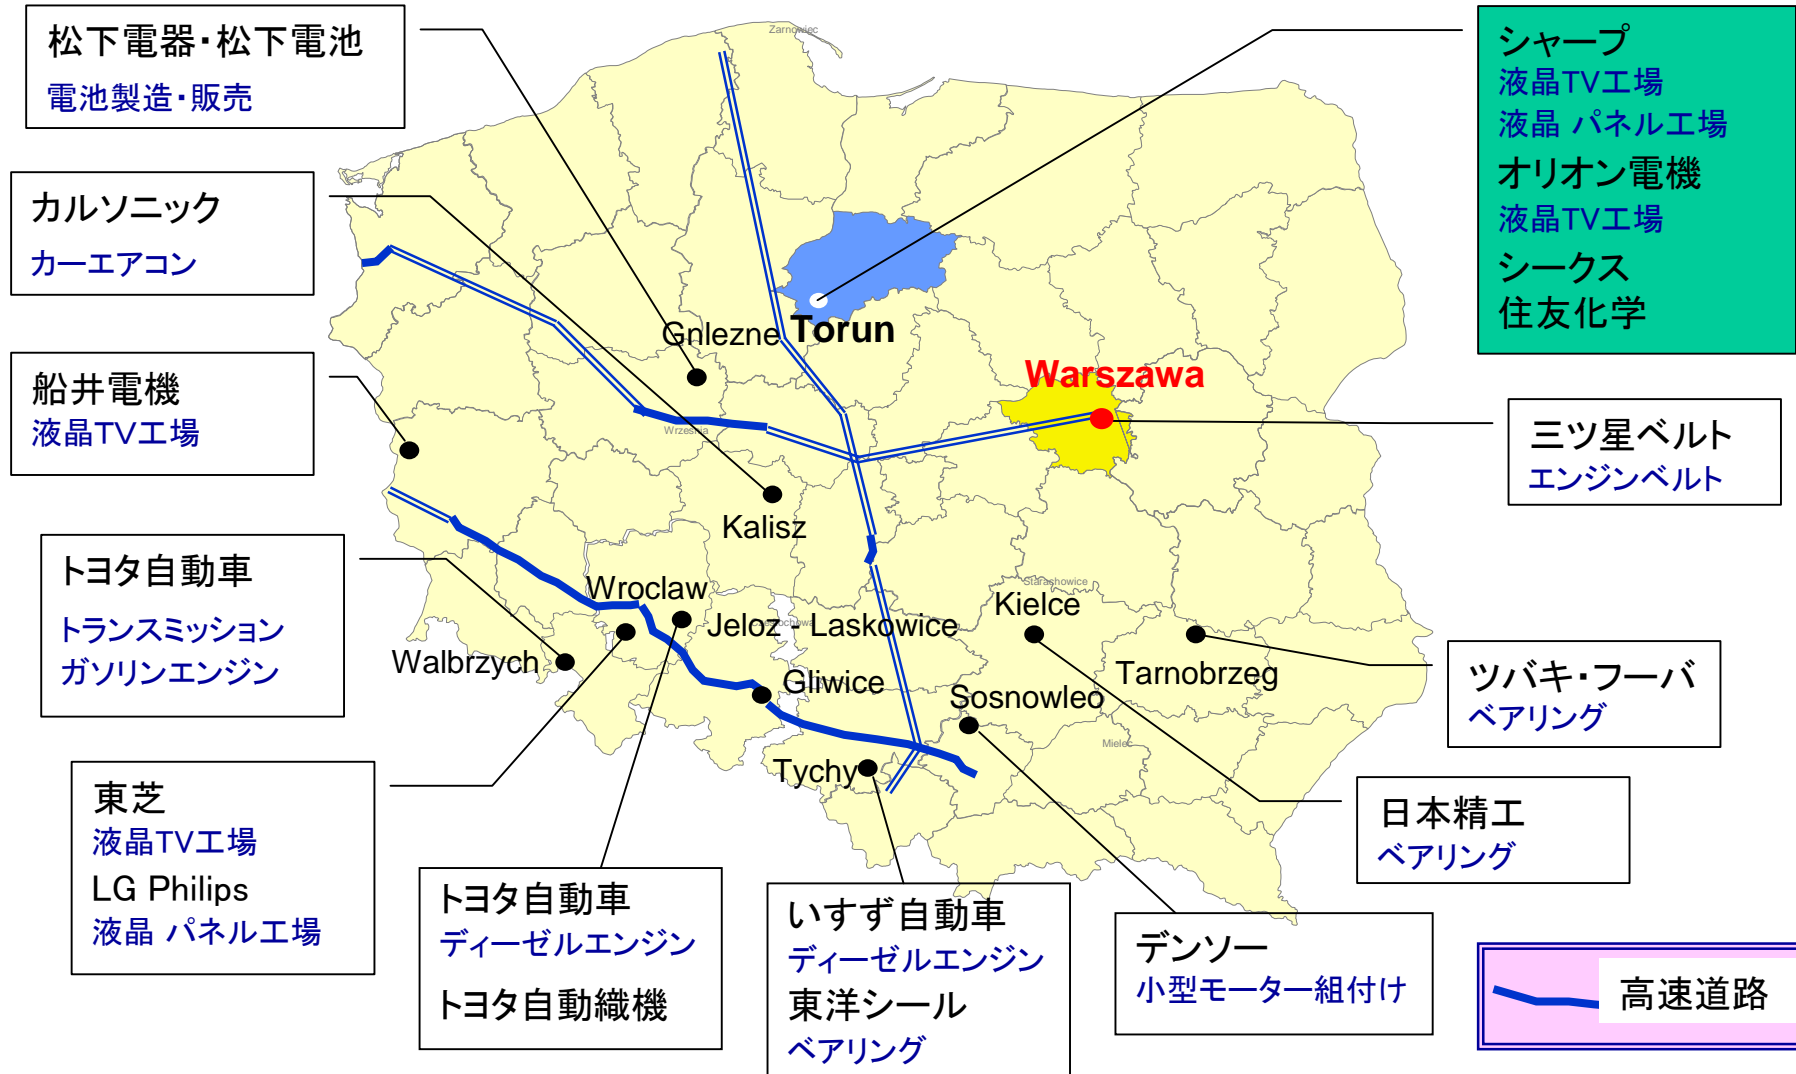 松下電器・松下電池
電池製造・販売
カルソニック
カーエアコン
船井電機
液晶TV工場
トヨタ自動車
トランスミッション
ガソリンエンジン
東芝
液晶TV工場
LG Philips
液晶 パネル工場
トヨタ自動車
ディーゼルエンジン
トヨタ自動織機
いすず自動車
ディーゼルエンジン
東洋シール
ベアリング
デンソー
小型モーター組付け
日本精工
ベアリング
ツバキ・フーバ
ベアリング
三ツ星ベルト
エンジンベルト
シャープ
液晶TV工場
液晶 パネル工場
オリオン電機
液晶TV工場
シークス
住友化学
高速道路
Zarnowiec
Gnlezne
Torun
Warszawa
Wrzesnia
Kalisz
Wroclaw
Jeloz - Laskowice
Czestochowa
Walbrzych
Gliwice
Starachowice
Kielce
Tarnobrzeg
Sosnowleo
Mielec
Tychy